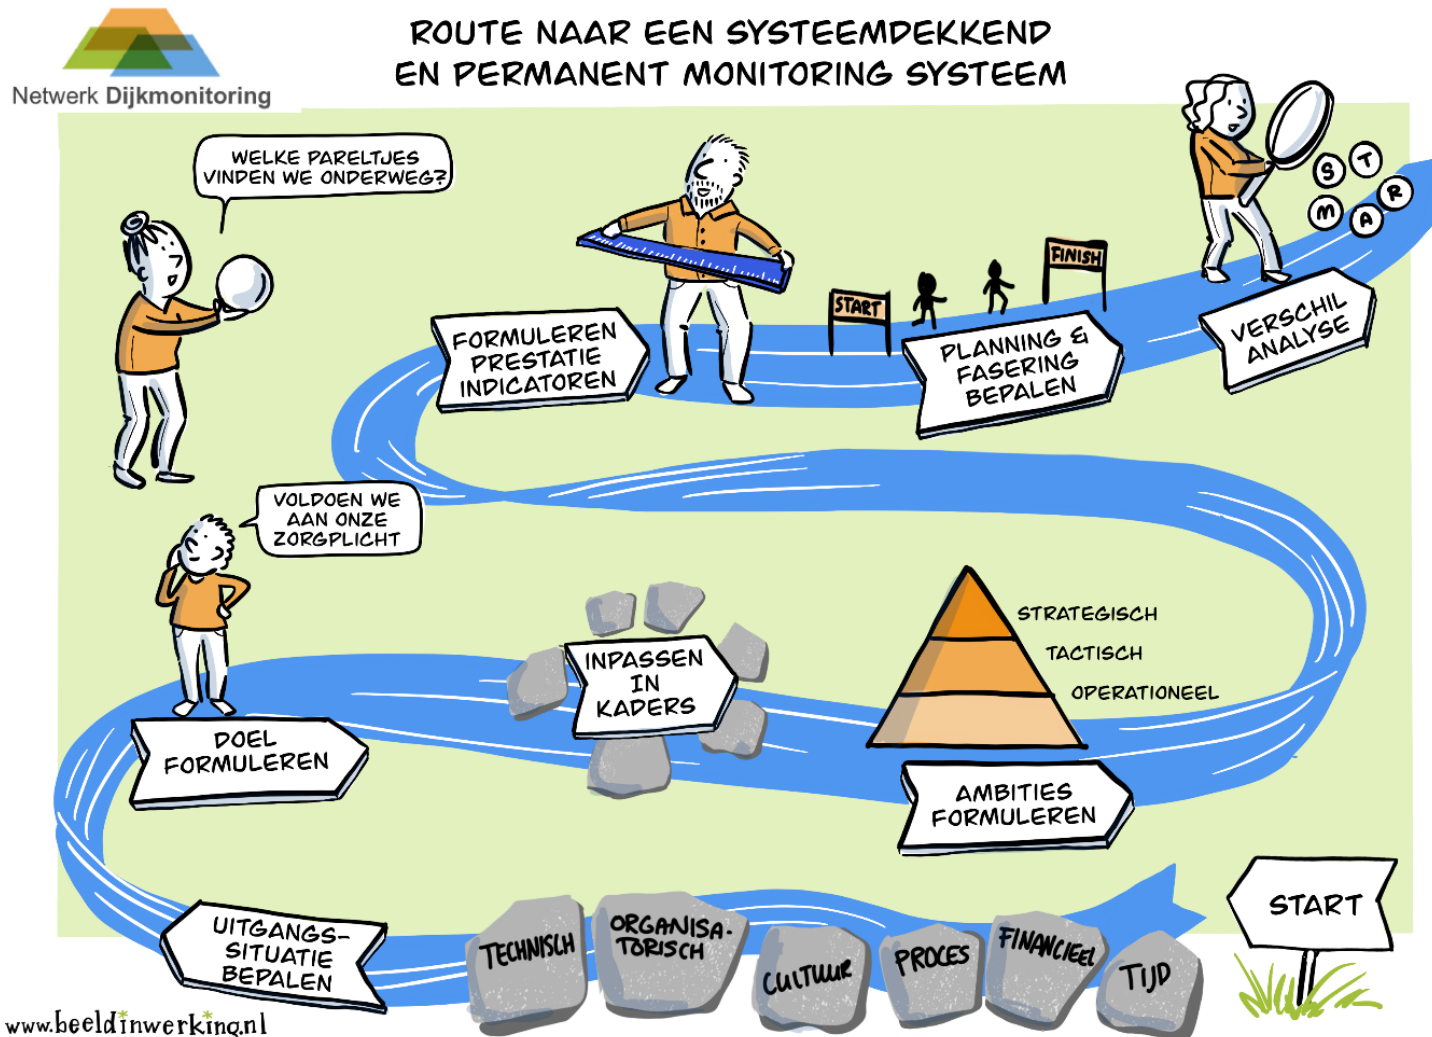 ROUTE NAAR EEN SYSTEEMDEKKEND
EN PERMANENT MONITORING SYSTEEM
Netwerk Dijkmonitoring
WELKE PARELTJES
VINDEN WE ONDERWEG?
S
T
M
A
R
START
FINISH
FORMULEREN
PRESTATIE
INDICATOREN
PLANNING &
FASERING
BEPALEN
VERSCHIL
ANALYSE
VOLDOEN WE
AAN ONZE
ZORGPLICHT
STRATEGISCH
TACTISCH
OPERATIONEEL
INPASSEN
IN
KADERS
DOEL
FORMULEREN
AMBITIES
FORMULEREN
UITGANGS-
SITUATIE
BEPALEN
TECHNISCH
ORGANISA-
TORISCH
CULTUUR
PROCES
FINANCIEEL
TIJD
START
www.beeldinwerking.nl